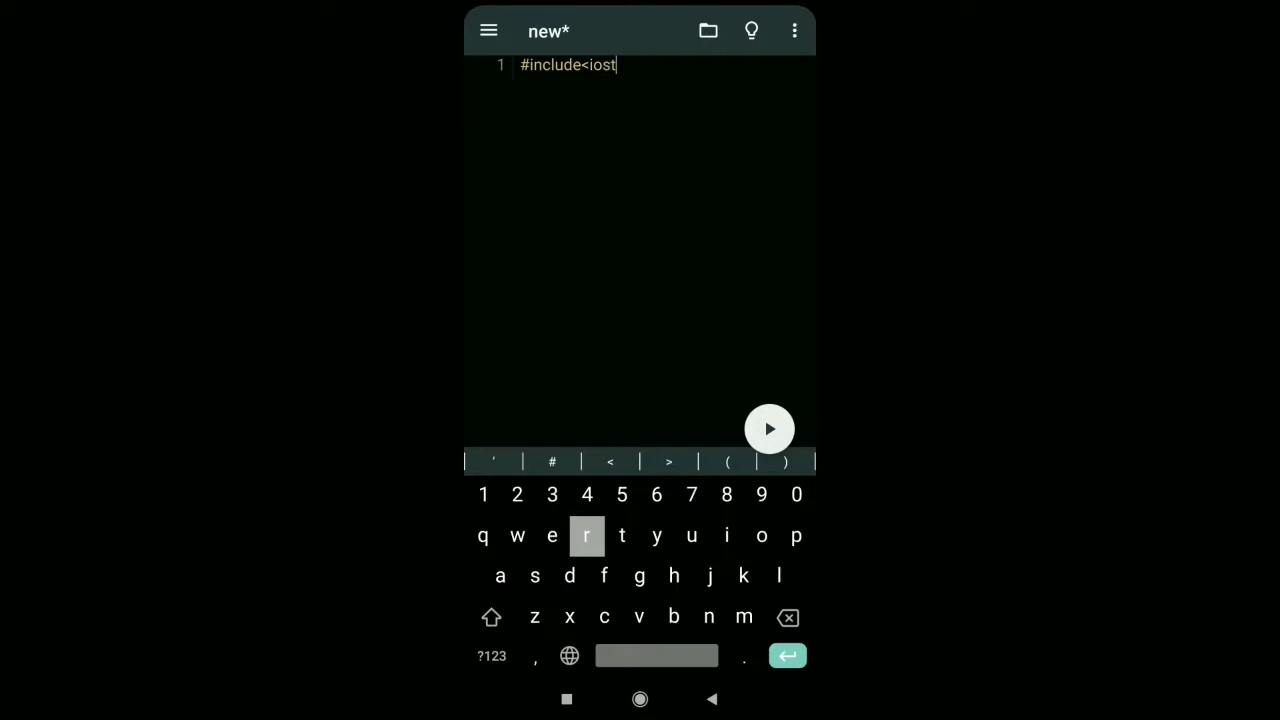 new*
1 #include<iost
' # < > ( )
1 2 3 4 5 6 7 8 9 0
q w e r t y u i o p
a s d f g h j k l
z x c v b n m
?123 , .